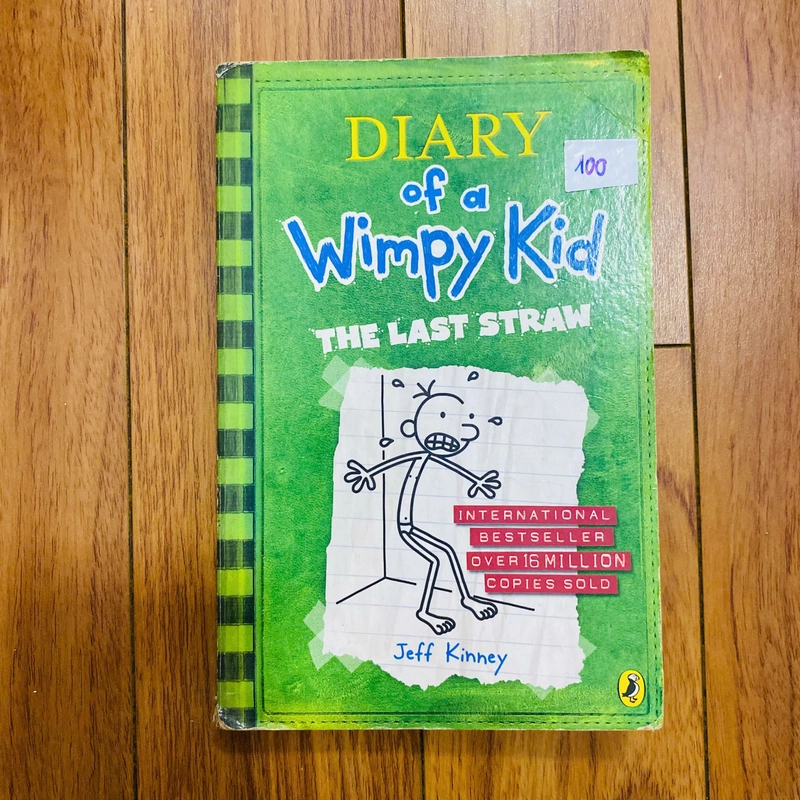 DIARY
100
of a
Wimpy Kid
THE LAST STRAW
INTERNATIONAL
BESTSELLER
OVER 16 MILLION
COPIES SOLD
Jeff Kinney